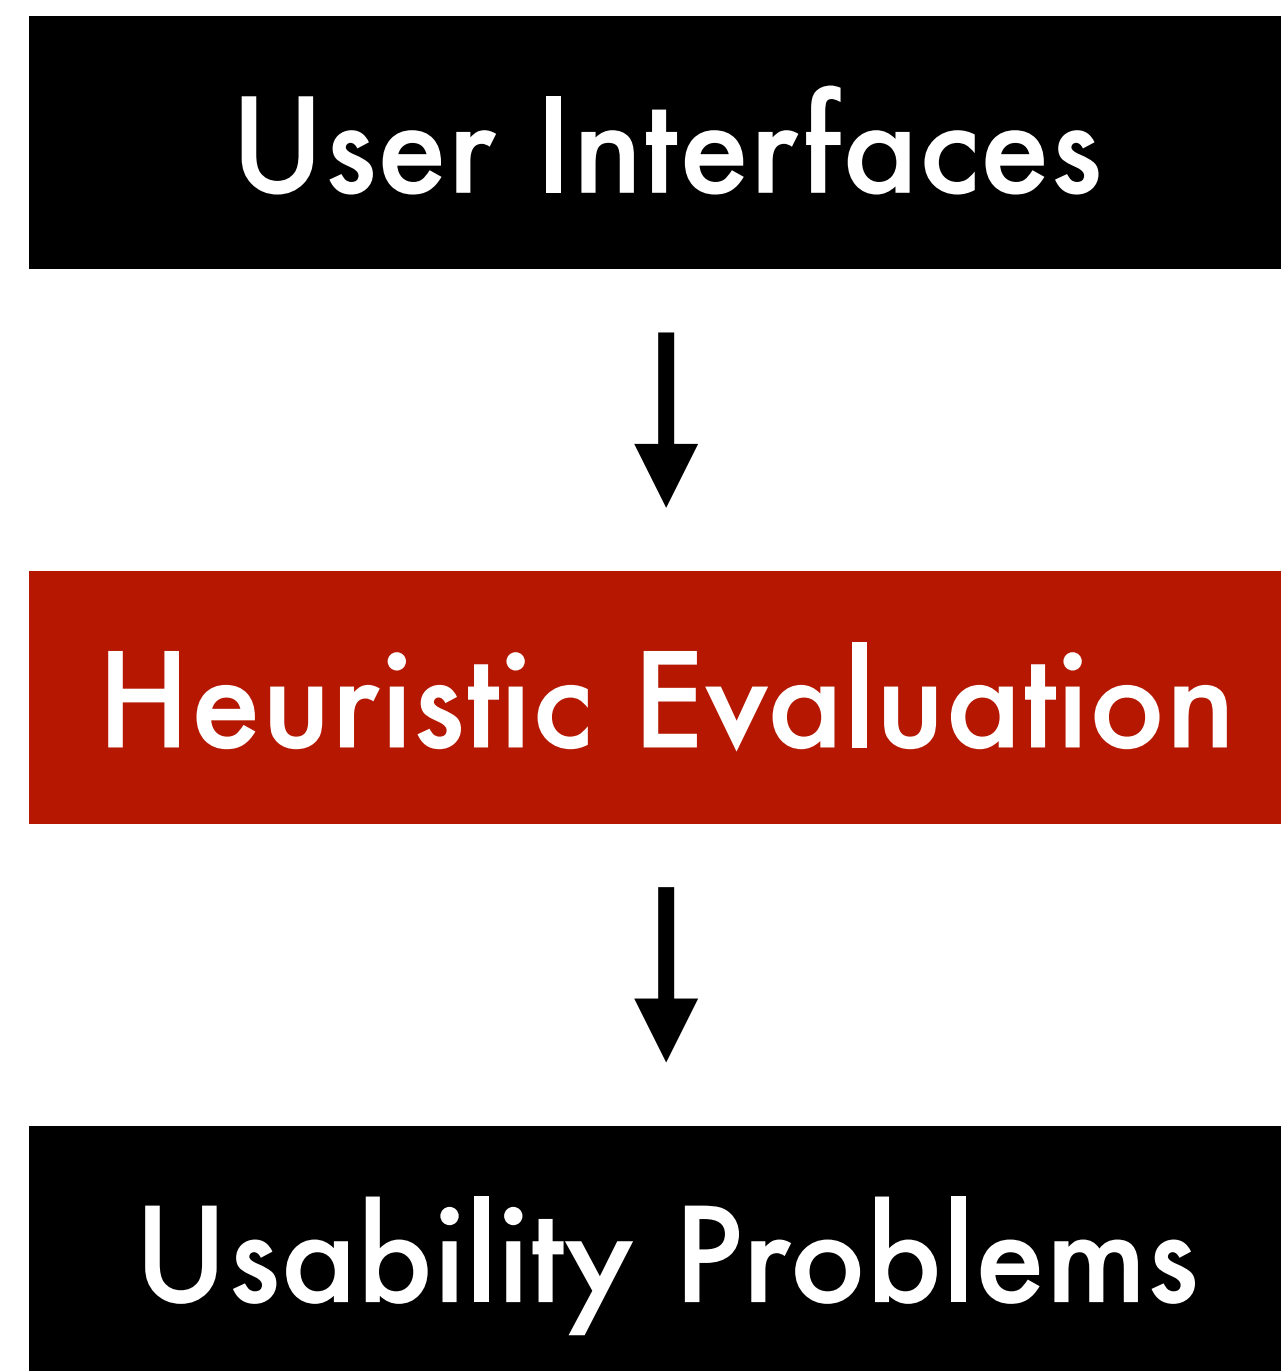 User Interfaces
Heuristic Evaluation
Usability Problems